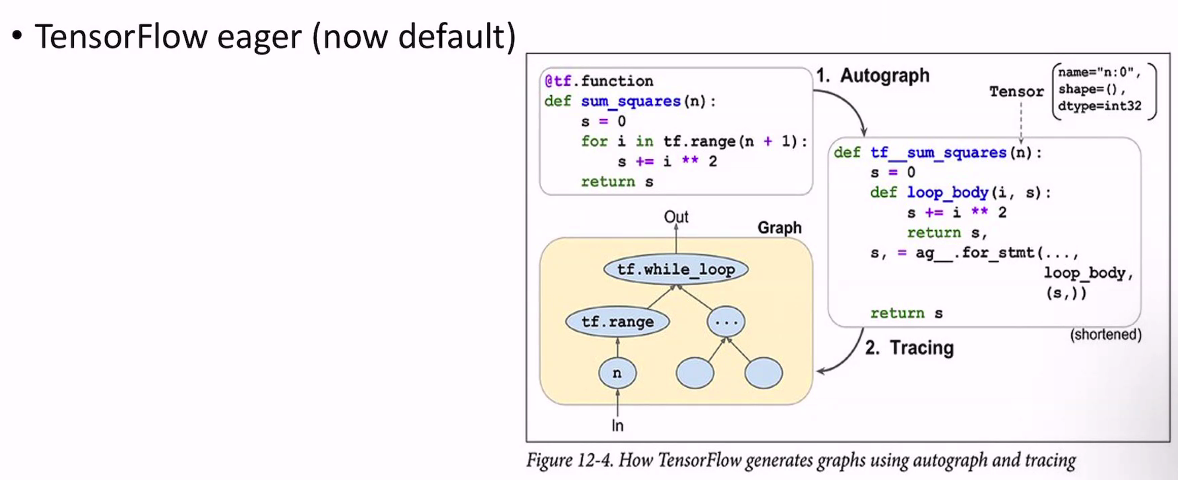 • TensorFlow eager (now default)
@tf.function
def sum_squares(n):
    s = 0
    for i in tf.range(n + 1):
        s += i ** 2
    return s
1. Autograph
Tensor
name="n:0",
shape=(),
dtype=int32
def tf__sum_squares(n):
    s = 0
    def loop_body(i, s):
        s += i ** 2
        return s,
    s, = ag__.for_stmt(...,
                       loop_body,
                       (s,))
    return s
(shortened)
2. Tracing
Graph
Out
tf.while_loop
tf.range
...
n
In
Figure 12-4. How TensorFlow generates graphs using autograph and tracing